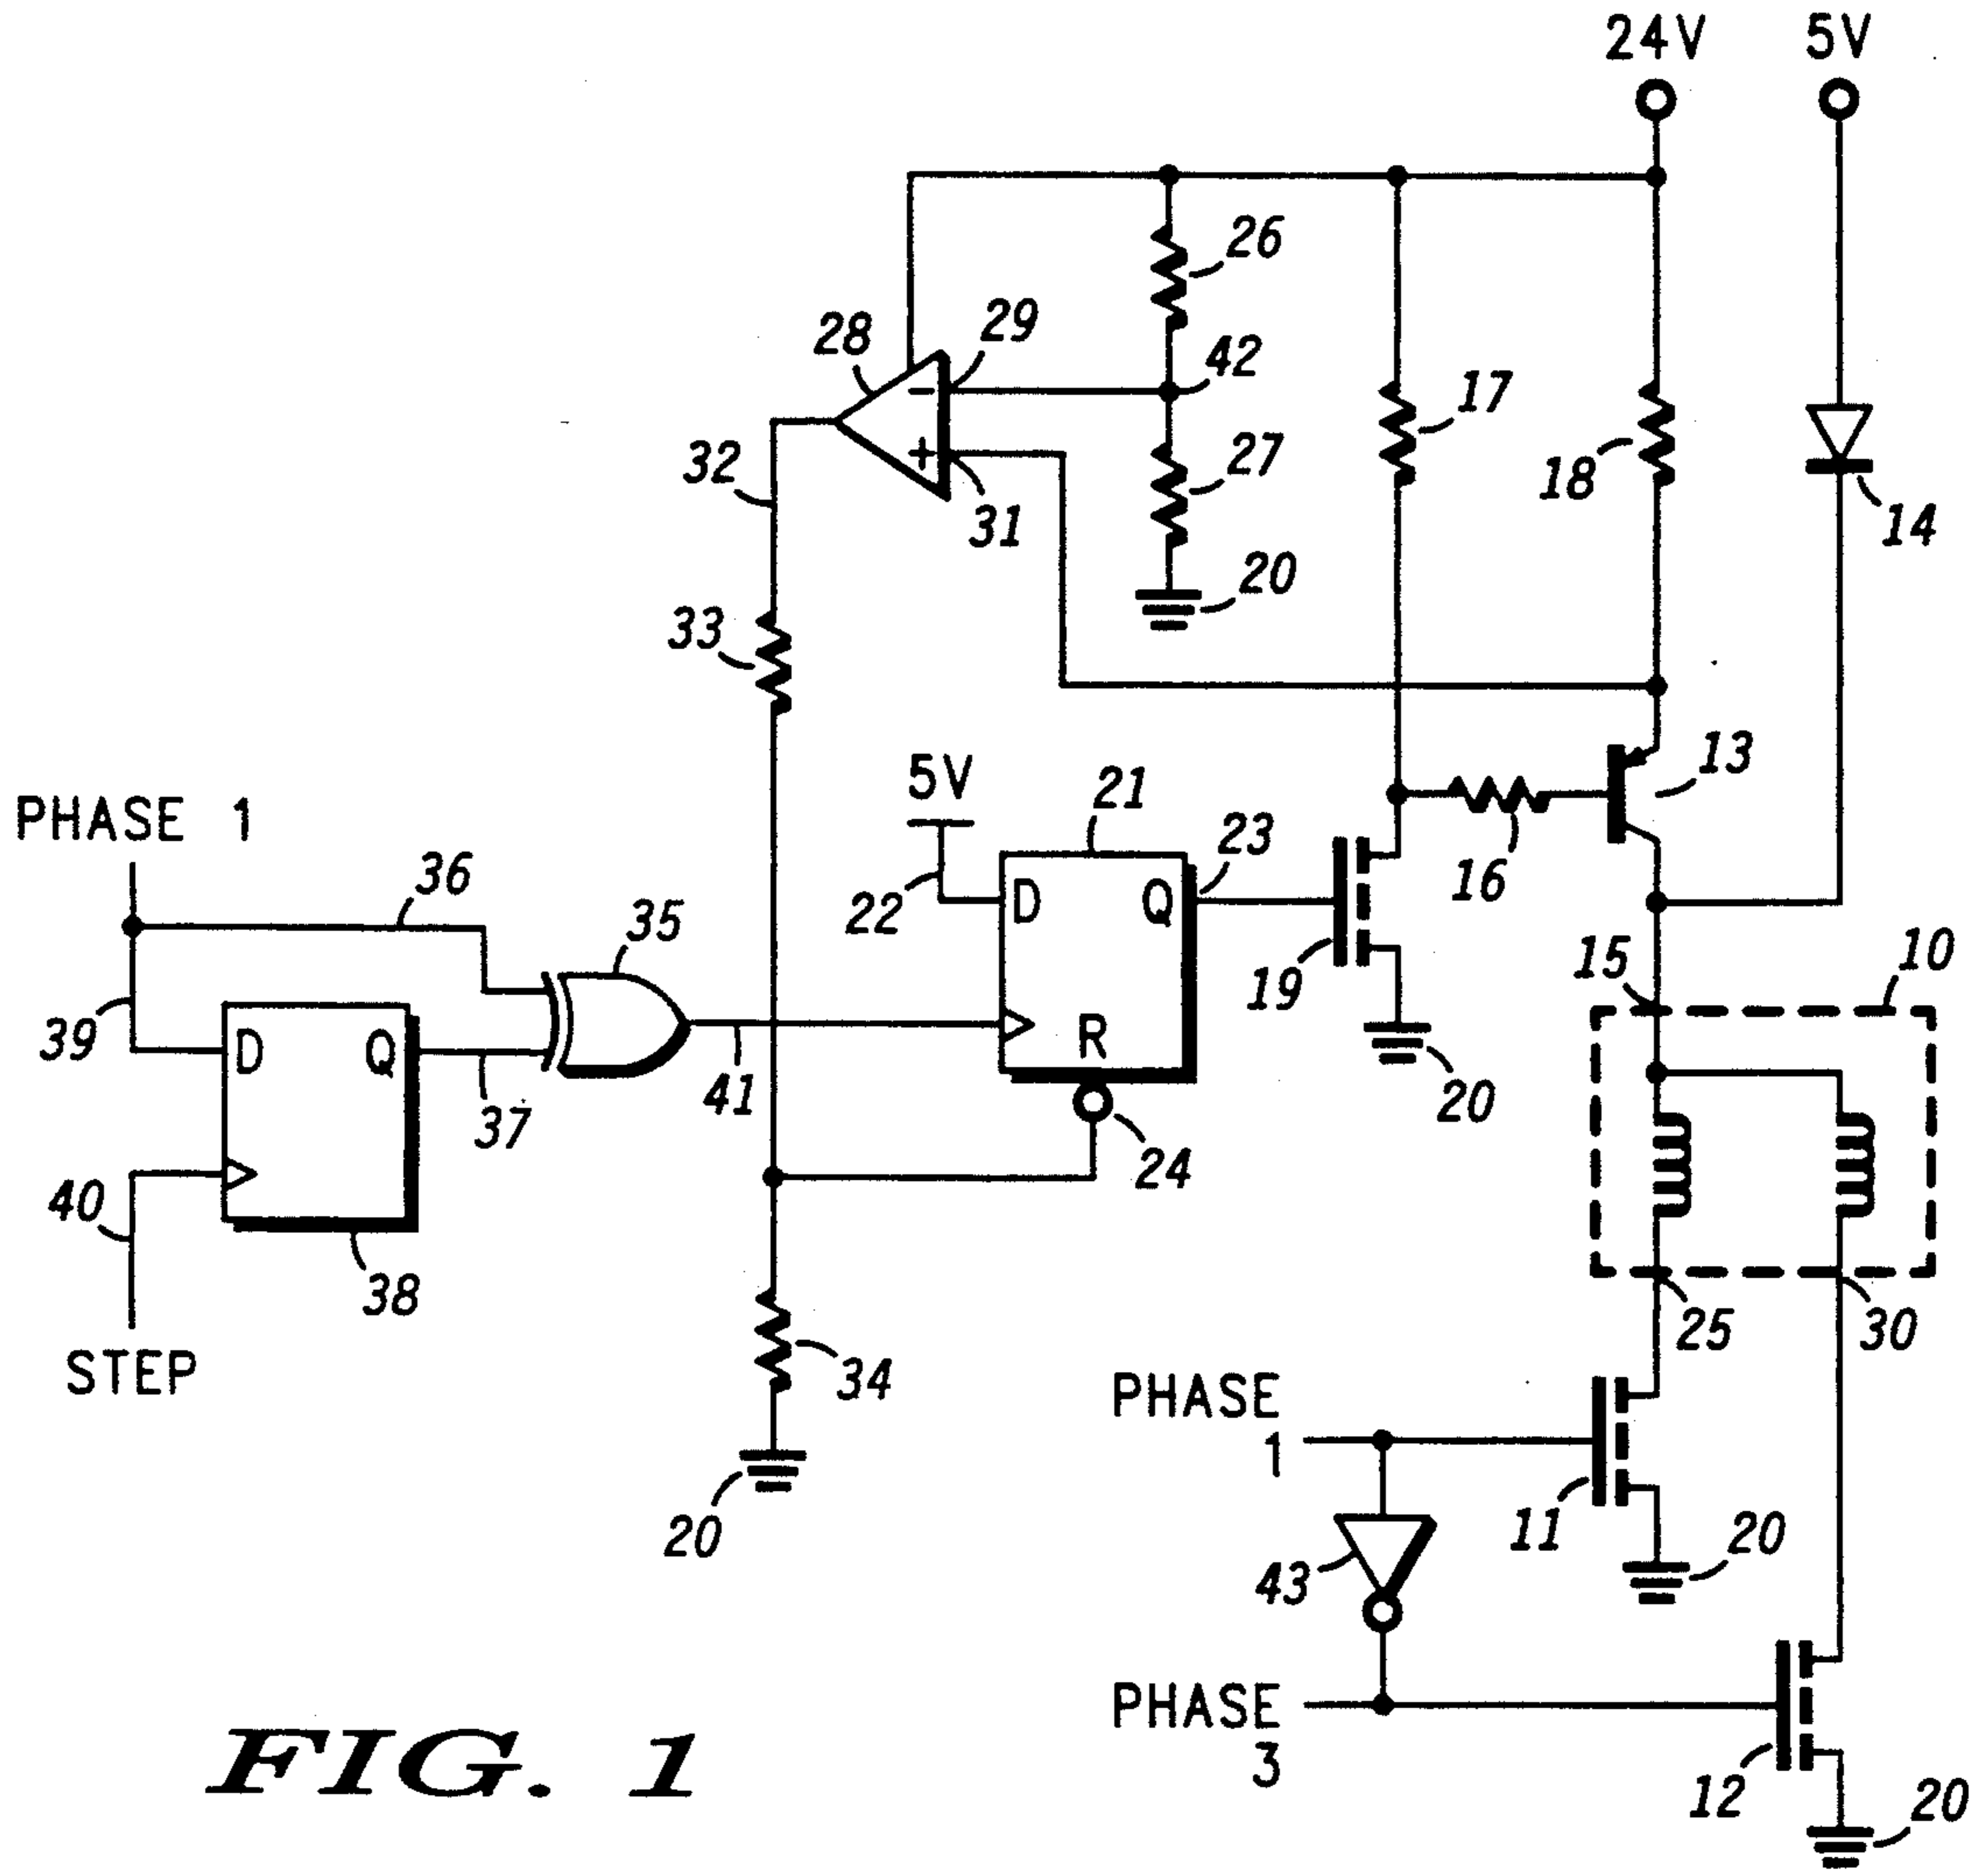 24V 5V
26
28 29 42
17
32 27 18
31 14
20
33
13
5V 21
PHASE 1 23
36 16
22 D Q
35
19 15 10
39 D Q R
41 37 20
24
40
38 25 30
STEP 34 PHASE
1
20 11 20
43
PHASE
3
12 20
FIG. 1